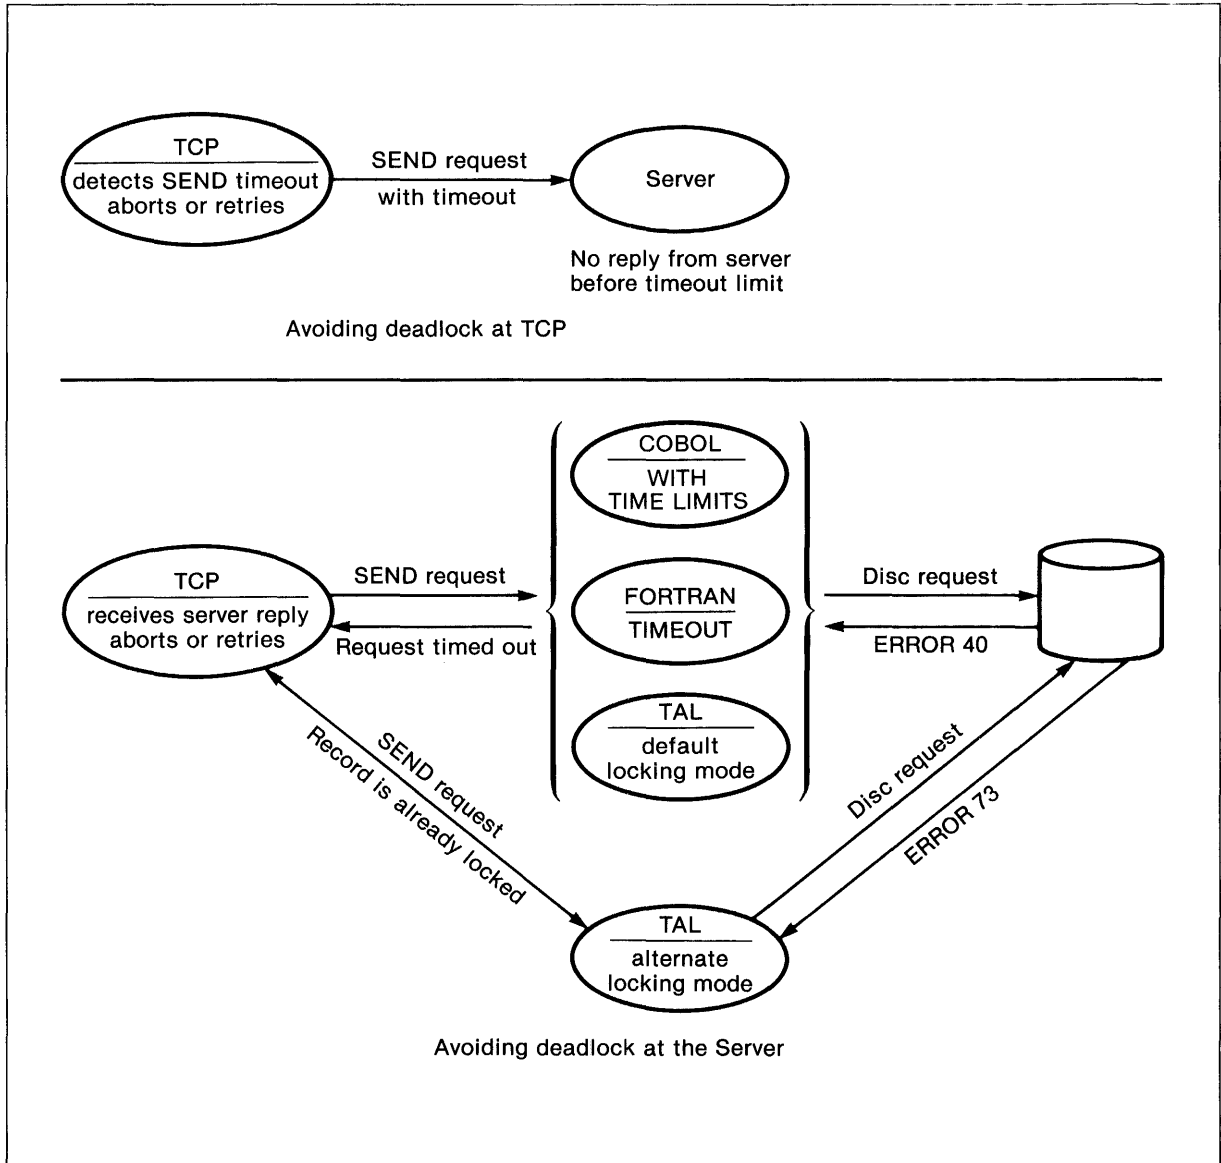 TCP
detects SEND timeout
aborts or retries
SEND request
with timeout
Server
No reply from server
before timeout limit
Avoiding deadlock at TCP
COBOL
WITH
TIME LIMITS
TCP
receives server reply
aborts or retries
SEND request
Request timed out
FORTRAN
TIMEOUT
Disc request
ERROR 40
TAL
default
locking mode
SEND request
Record is already locked
Disc request
ERROR 73
TAL
alternate
locking mode
Avoiding deadlock at the Server